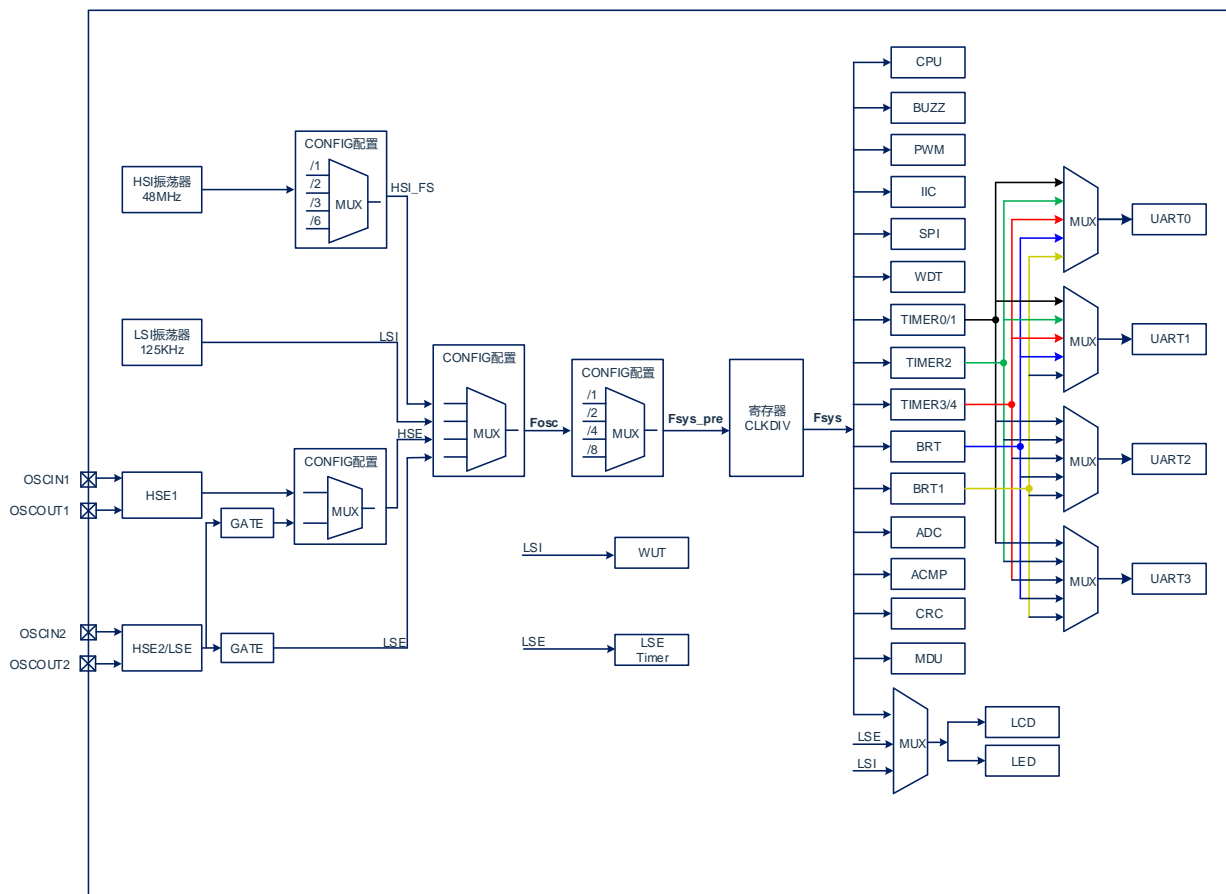 CONFIG配置
/1
/2
/3
/6
MUX
HSI振荡器
48MHz
HSI_FS
LSI振荡器
125KHz
LSI
CONFIG配置
MUX
HSE
Fosc
CONFIG配置
/1
/2
/4
/8
MUX
Fsys_pre
寄存器
CLKDIV
Fsys
OSCIN1
OSCOUT1
HSE1
CONFIG配置
MUX
GATE
OSCIN2
OSCOUT2
HSE2/LSE
GATE
LSE
LSI
WUT
LSE
LSE
Timer
CPU
BUZZ
PWM
IIC
SPI
WDT
TIMER0/1
TIMER2
TIMER3/4
BRT
BRT1
ADC
ACMP
CRC
MDU
LSE
LSI
MUX
LCD
LED
MUX
UART0
MUX
UART1
MUX
UART2
MUX
UART3